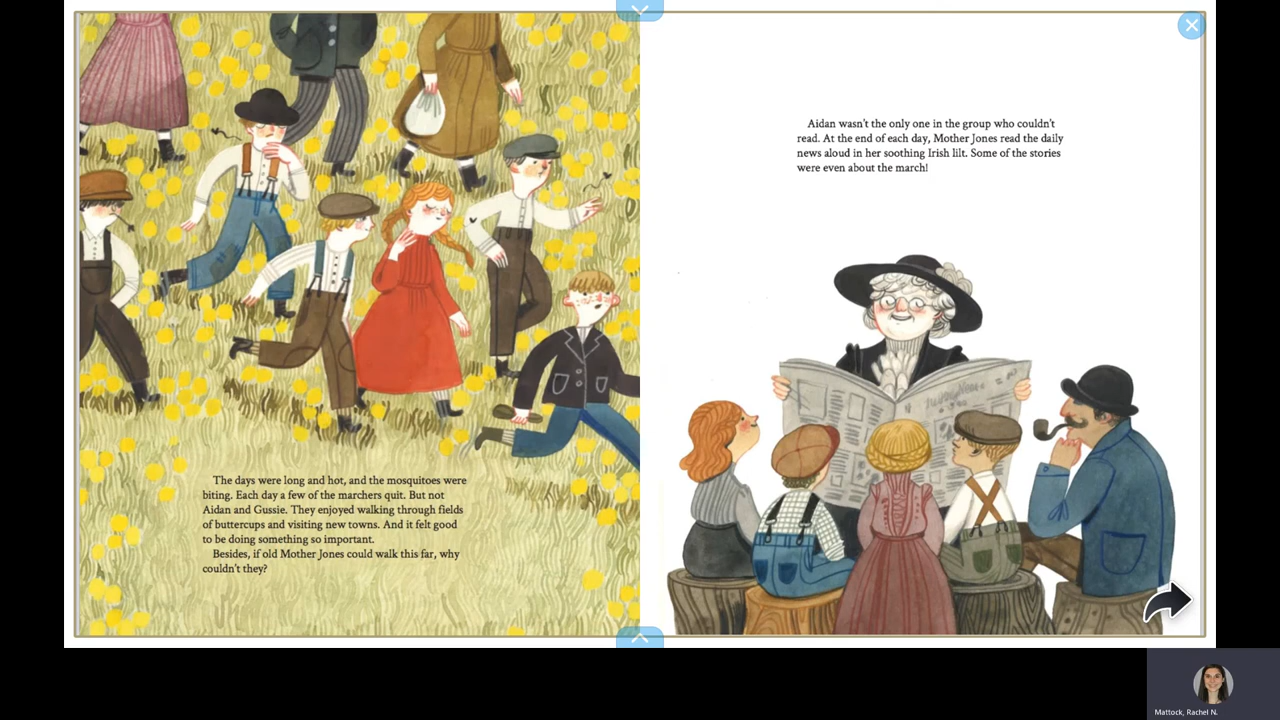 The days were long and hot, and the mosquitoes were
biting. Each day a few of the marchers quit. But not
Aidan and Gussie. They enjoyed walking through fields
of buttercups and visiting new towns. And it felt good
to be doing something so important.
Besides, if old Mother Jones could walk this far, why
couldn't they?
Aidan wasn't the only one in the group who couldn't
read. At the end of each day, Mother Jones read the daily
news aloud in her soothing Irish lilt. Some of the stories
were even about the march!
Mattock, Rachel N.